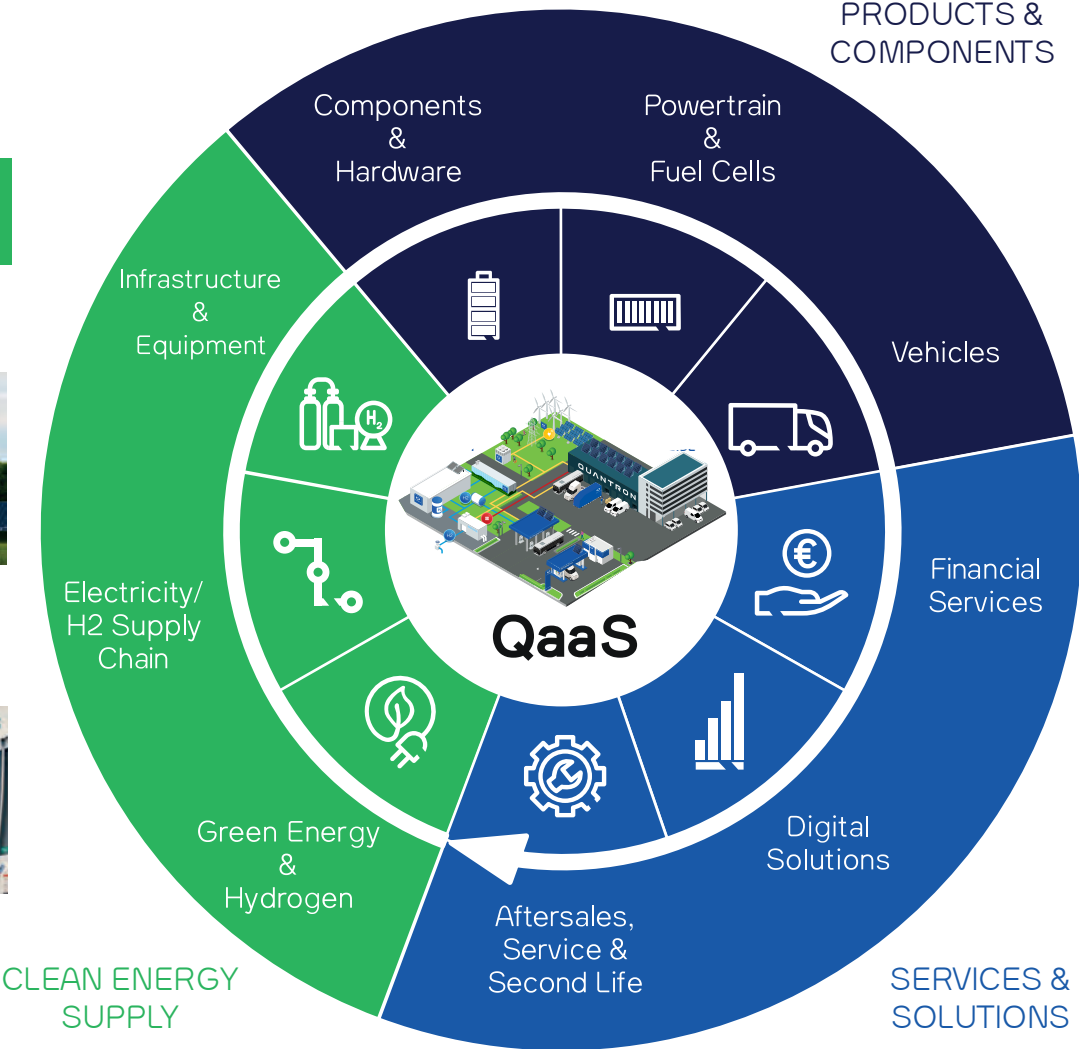 PRODUCTS &
COMPONENTS
Components
&
Hardware
Powertrain
&
Fuel Cells
Infrastructure
&
Equipment
Vehicles
H2
QUANTRON
€
Electricity/
H2 Supply
Chain
Financial
Services
QaaS
Green Energy
&
Hydrogen
Digital
Solutions
Aftersales,
Service &
Second Life
CLEAN ENERGY
SUPPLY
SERVICES &
SOLUTIONS